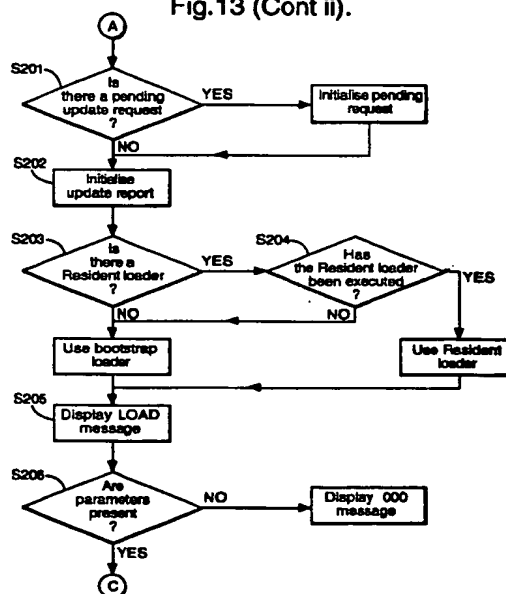 Fig.13 (Cont ii).
A
S201
Is
there a pending
update request
?
YES
Initialise pending
request
NO
S202
Initialise
update report
S203
Is
there a
Resident loader
?
YES
S204
Has
the Resident loader
been executed
?
YES
NO
NO
Use bootstrap
loader
Use Resident
loader
S205
Display LOAD
message
S206
Are
parameters
present
?
NO
Display 000
message
YES
C